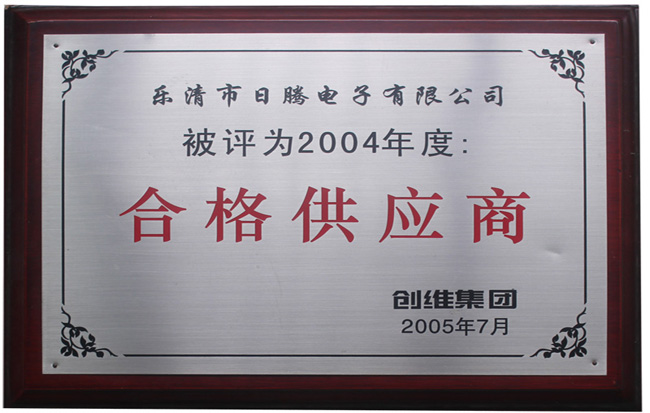 乐清市日腾电子有限公司
被评为2004年度:
合格供应商
创维集团
2005年7月